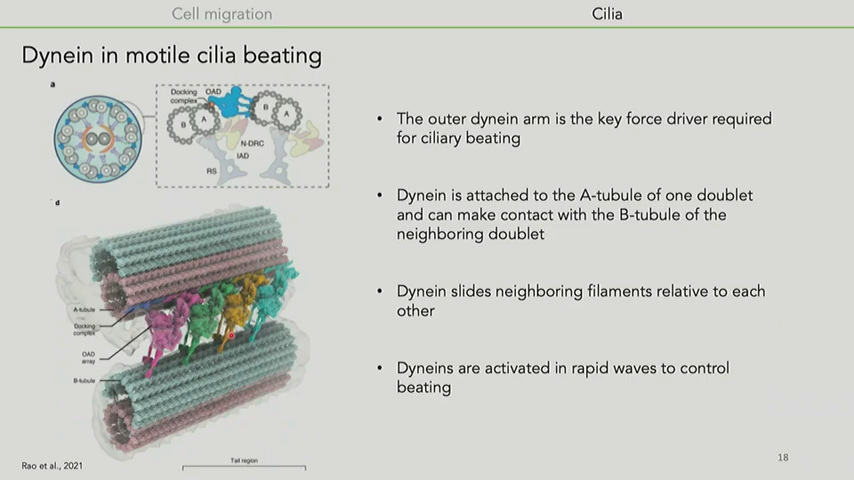 Cell migration
Cilia
Dynein in motile cilia beating
a
Docking
complex
OAD
B
A
B
A
N-DRC
IAD
RS
d
A-tubule
Docking
complex
OAD
array
B-tubule
Tail region
Rao et al., 2021
• The outer dynein arm is the key force driver required
for ciliary beating
• Dynein is attached to the A-tubule of one doublet
and can make contact with the B-tubule of the
neighboring doublet
• Dynein slides neighboring filaments relative to each
other
• Dyneins are activated in rapid waves to control
beating
18